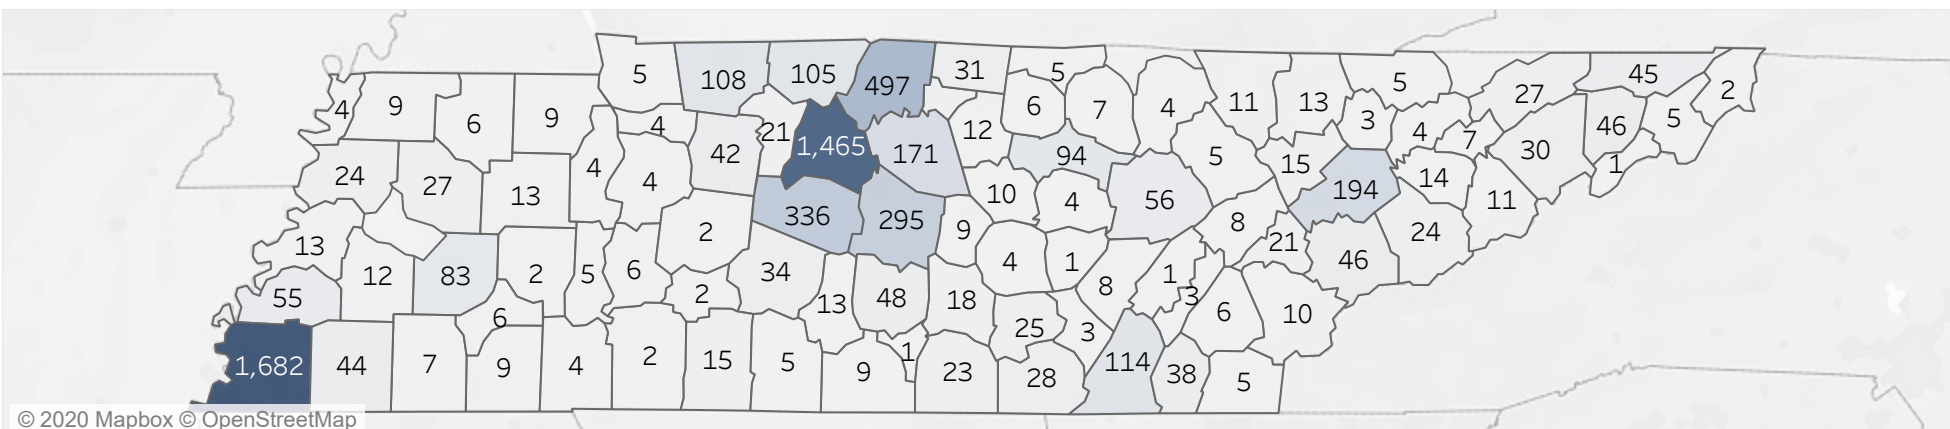 5 108 105 497 31 5 6 7 4 11 13 5 3 27 45 2
4 9 6 9 4 21 1,465 171 12 94 5 15 4 7 30 46 5 1
24 27 13 4 4 42 336 295 10 4 56 194 14 11
13 12 83 2 5 6 2 34 9 4 1 8 21 46 24
55 6 2 13 48 18 25 8 1 3 6 10
1,682 44 7 9 4 2 15 5 9 1 23 28 3 114 38 5
© 2020 Mapbox © OpenStreetMap